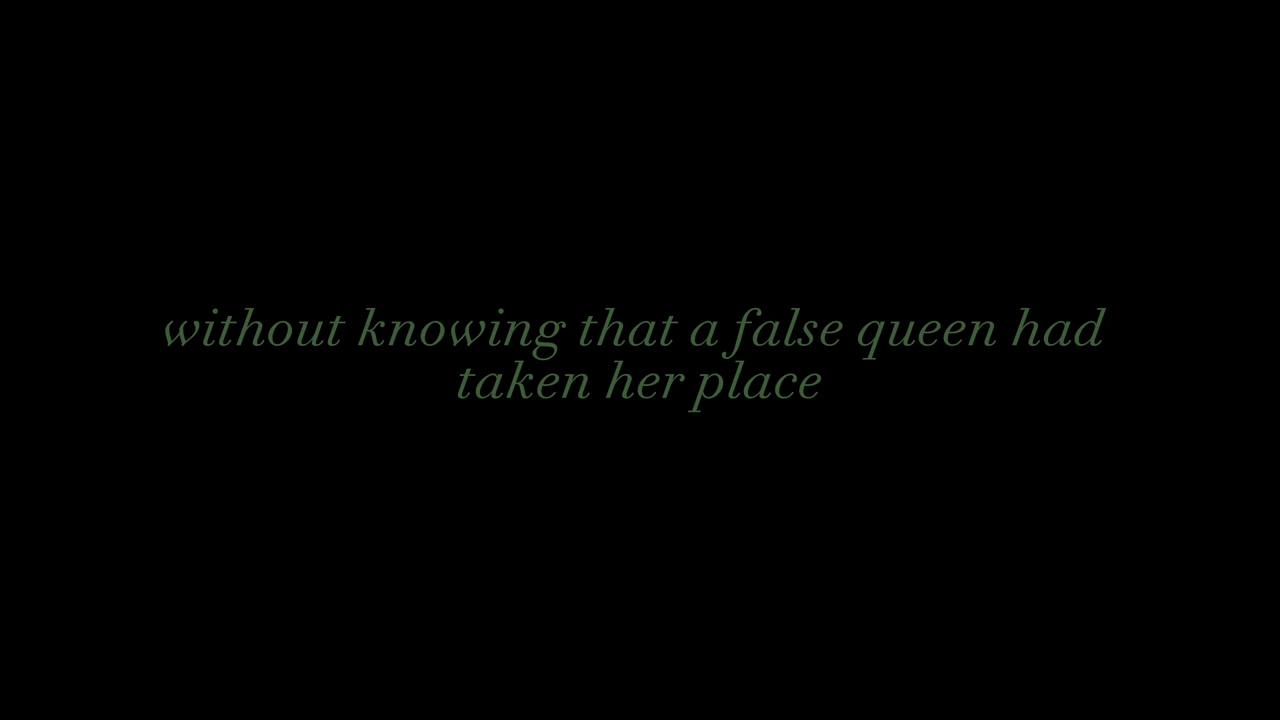 without knowing that a false queen had
taken her place